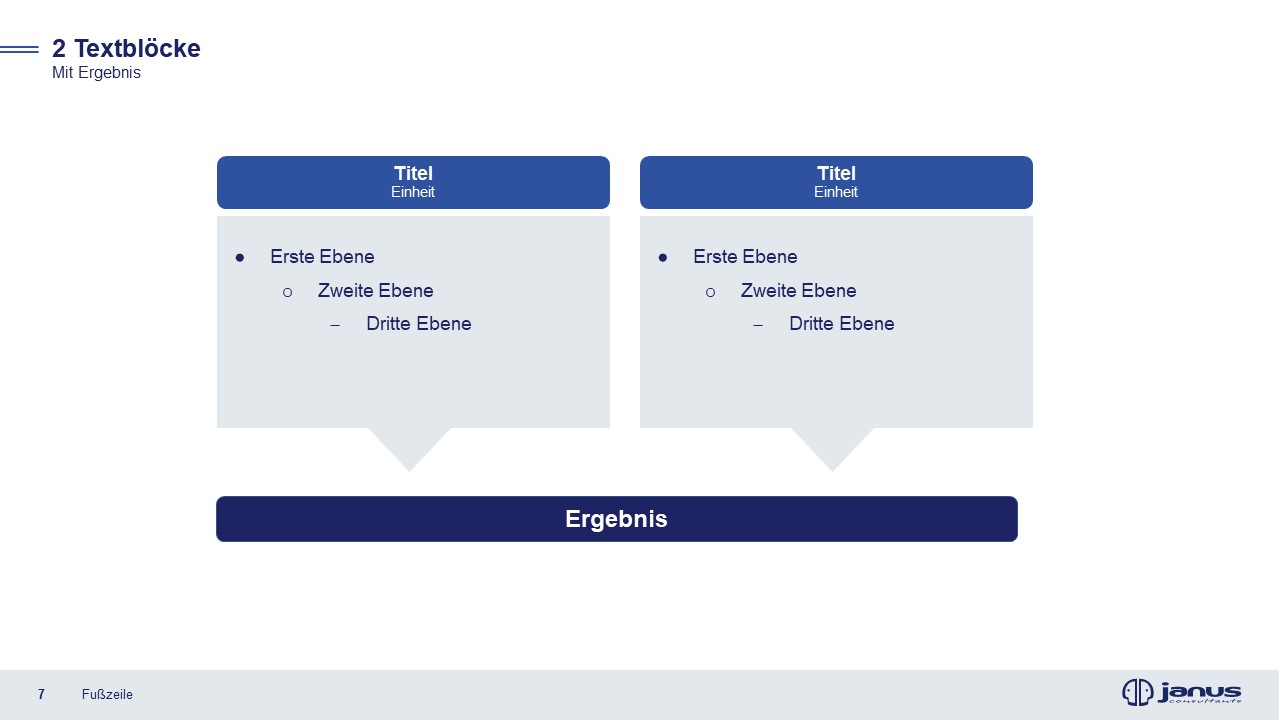 2 Textblöcke
Mit Ergebnis
Titel
Einheit
● Erste Ebene
o Zweite Ebene
– Dritte Ebene
Titel
Einheit
● Erste Ebene
o Zweite Ebene
– Dritte Ebene
Ergebnis
7 Fußzeile
janus
consultants